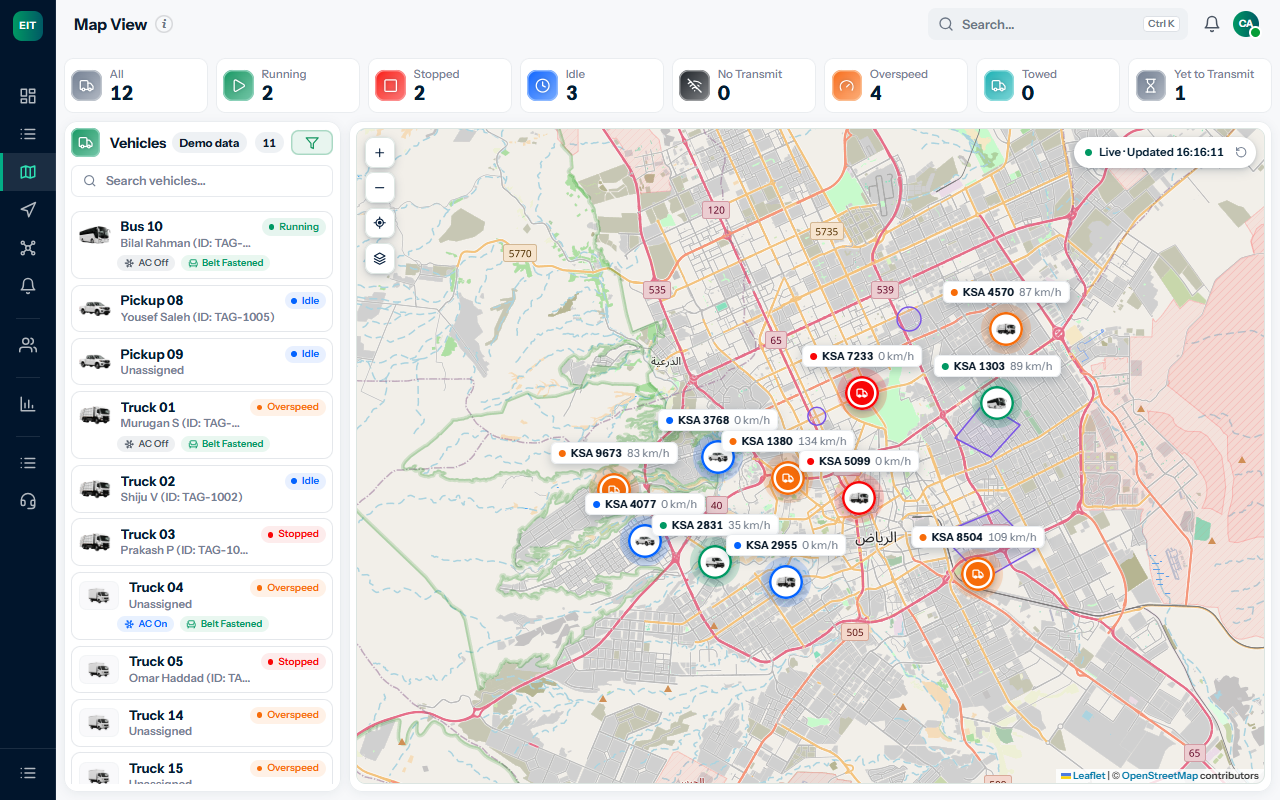 EIT
Map View
Search...
Ctrl K
CA
All
12
Running
2
Stopped
2
Idle
3
No Transmit
0
Overspeed
4
Towed
0
Yet to Transmit
1
Vehicles
Demo data
11
Search vehicles...
Bus 10
Running
Bilal Rahman (ID: TAG-...
AC Off
Belt Fastened
Pickup 08
Idle
Yousef Saleh (ID: TAG-1005)
Pickup 09
Idle
Unassigned
Truck 01
Overspeed
Murugan S (ID: TAG-...
AC Off
Belt Fastened
Truck 02
Idle
Shiju V (ID: TAG-1002)
Truck 03
Stopped
Prakash P (ID: TAG-10...
Truck 04
Overspeed
Unassigned
AC On
Belt Fastened
Truck 05
Stopped
Omar Haddad (ID: TA...
Truck 14
Overspeed
Unassigned
Truck 15
Overspeed
Unassigned
+
−
Live · Updated 16:16:11
120
5735
5770
535
539
KSA 4570 87 km/h
65
KSA 7233 0 km/h
الدرعية
KSA 1303 89 km/h
KSA 3768 0 km/h
KSA 1380 134 km/h
KSA 9673 83 km/h
KSA 5099 0 km/h
KSA 4077 0 km/h
40
KSA 2831 35 km/h
الرياض
KSA 8504 109 km/h
KSA 2955 0 km/h
505
65
Leaflet | © OpenStreetMap contributors